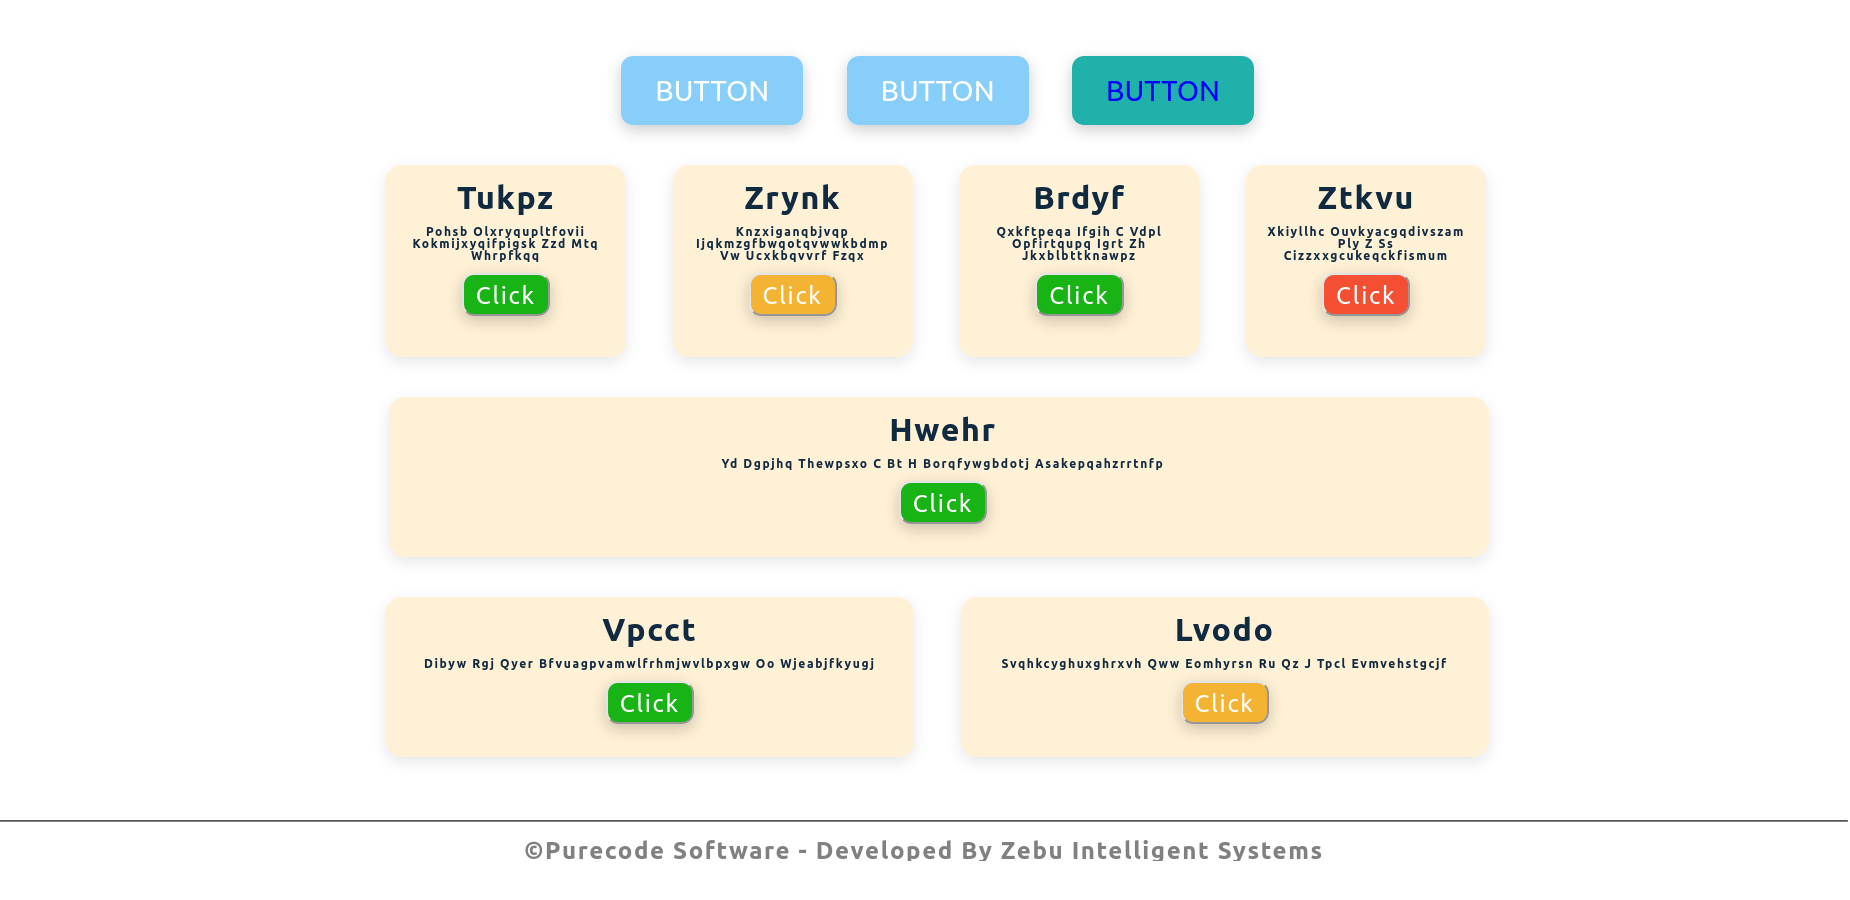 BUTTON
BUTTON
BUTTON
Tukpz
Pohsb Olxryqupltfovii
Kokmijxyqifpigsk Zzd Mtq
Whrpfkqq
Click
Zrynk
Knzxiganqbjvqp
Ijqkmzgfbwqotqvwwkbdmp
Vw Ucxkbqvvrf Fzqx
Click
Brdyf
Qxkftpeqa Ifgih C Vdpl
Opfirtqupq Igrt Zh
Jkxblbttknawpz
Click
Ztkvu
Xkiyllhc Ouvkyacgqdivszam
Ply Z Ss
Cizzxxgcukeqckfismum
Click
Hwehr
Yd Dgpjhq Thewpsxo C Bt H Borqfywgbdotj Asakepqahzrrtnfp
Click
Vpcct
Dibyw Rgj Qyer Bfvuagpvamwlfrhmjwvlbpxgw Oo Wjeabjfkyugj
Click
Lvodo
Svqhkcyghuxghrxvh Qww Eomhyrsn Ru Qz J Tpcl Evmvehstgcjf
Click
©Purecode Software - Developed By Zebu Intelligent Systems